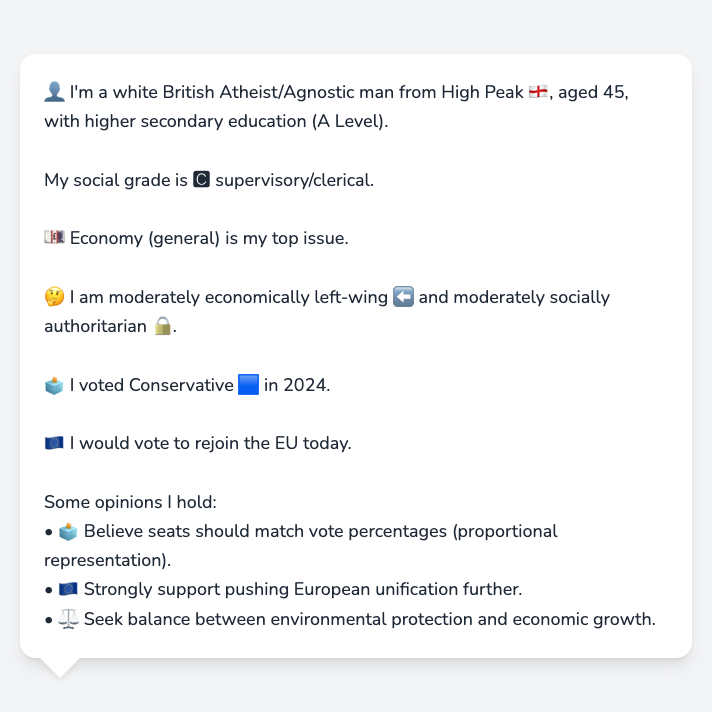 👤 I'm a white British Atheist/Agnostic man from High Peak 🏴󠁧󠁢󠁥󠁮󠁧󠁿, aged 45,
with higher secondary education (A Level).
My social grade is 🅲 supervisory/clerical.
💷 Economy (general) is my top issue.
🤔 I am moderately economically left-wing ⬅️ and moderately socially
authoritarian 🔒.
🗳️ I voted Conservative 🟦 in 2024.
🇪🇺 I would vote to rejoin the EU today.
Some opinions I hold:
• 🗳️ Believe seats should match vote percentages (proportional
representation).
• 🇪🇺 Strongly support pushing European unification further.
• ⚖️ Seek balance between environmental protection and economic growth.